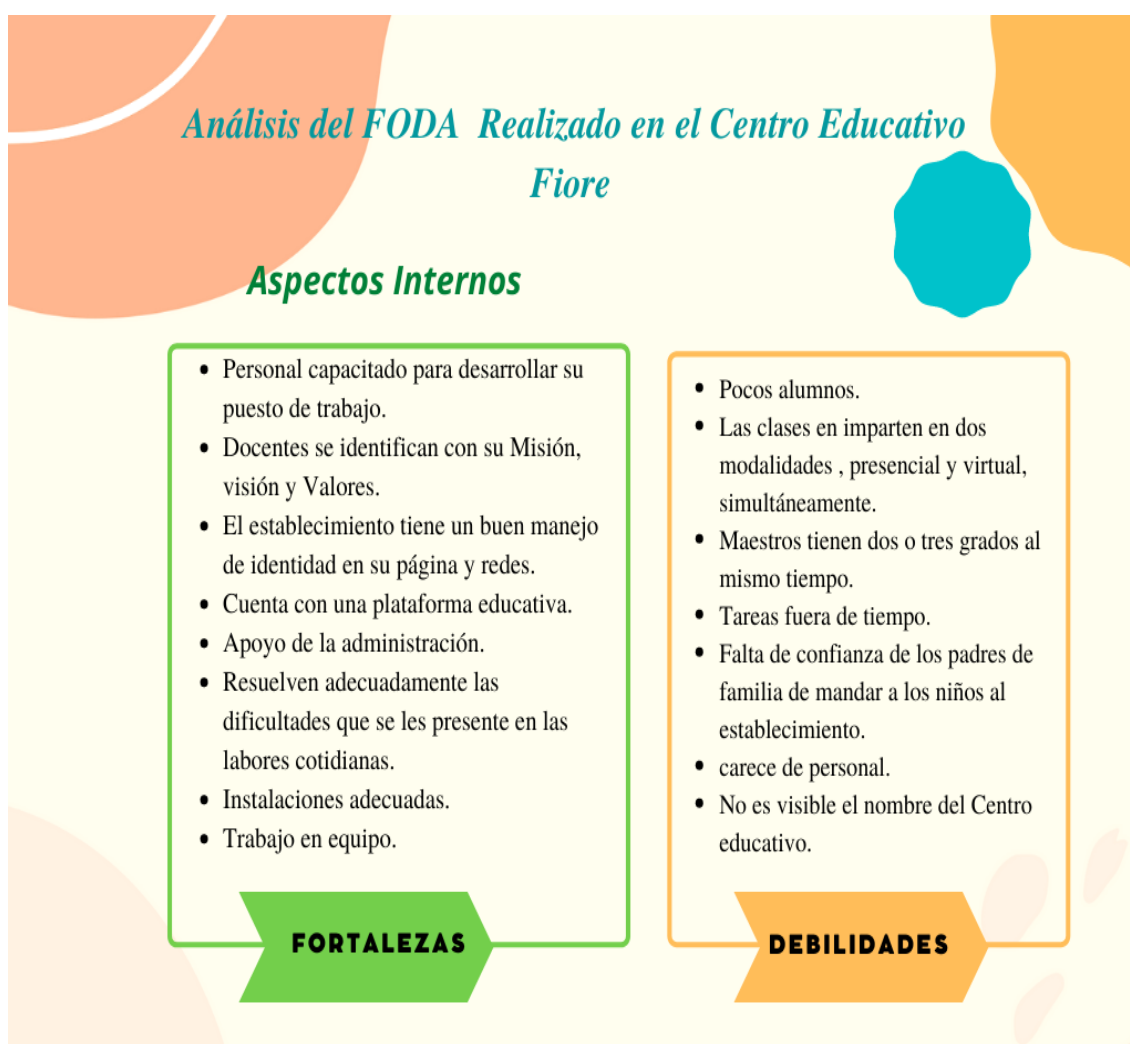 Análisis del FODA Realizado en el Centro Educativo
Fiore
Aspectos Internos
• Personal capacitado para desarrollar su
puesto de trabajo.
• Docentes se identifican con su Misión,
visión y Valores.
• El establecimiento tiene un buen manejo
de identidad en su página y redes.
• Cuenta con una plataforma educativa.
• Apoyo de la administración.
• Resuelven adecuadamente las
dificultades que se les presente en las
labores cotidianas.
• Instalaciones adecuadas.
• Trabajo en equipo.
FORTALEZAS
• Pocos alumnos.
• Las clases en imparten en dos
modalidades , presencial y virtual,
simultáneamente.
• Maestros tienen dos o tres grados al
mismo tiempo.
• Tareas fuera de tiempo.
• Falta de confianza de los padres de
familia de mandar a los niños al
establecimiento.
• carece de personal.
• No es visible el nombre del Centro
educativo.
DEBILIDADES